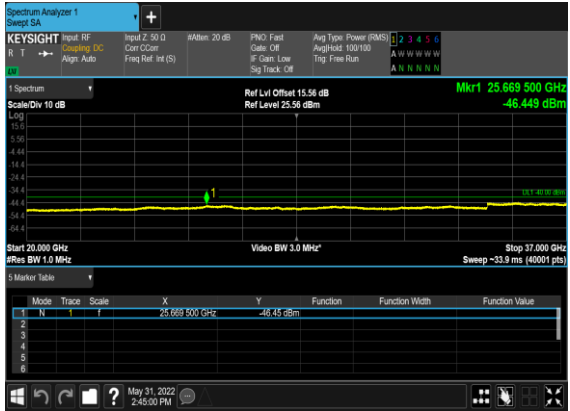 Spectrum Analyzer 1
Swept SA
+
KEYSIGHT Input: RF Input Z: 50 Ω #Atten: 20 dB PNO: Fast Avg Type: Power (RMS) 1 2 3 4 5 6
R T Coupling: DC Corr CCorr Gate: Off Avg|Hold: 100/100 A W W W W W
Align: Auto Freq Ref: Int (S) IF Gain: Low Trig: Free Run
Sig Track: Off A N N N N N
1 Spectrum Ref Lvl Offset 15.56 dB Mkr1 25.669 500 GHz
Scale/Div 10 dB Ref Level 25.56 dBm -46.449 dBm
Log
15.6
5.56
-4.44
-14.4
-24.4
-34.4
1
DL1 -40.00 dBm
-44.4
-54.4
-64.4
Start 20.000 GHz Video BW 3.0 MHz* Stop 37.000 GHz
#Res BW 1.0 MHz Sweep ~33.9 ms (40001 pts)
5 Marker Table
Mode Trace Scale X Y Function Function Width Function Value
1 N 1 f 25.669 500 GHz -46.45 dBm
2
3
4
5
6
? May 31, 2022
2:45:00 PM